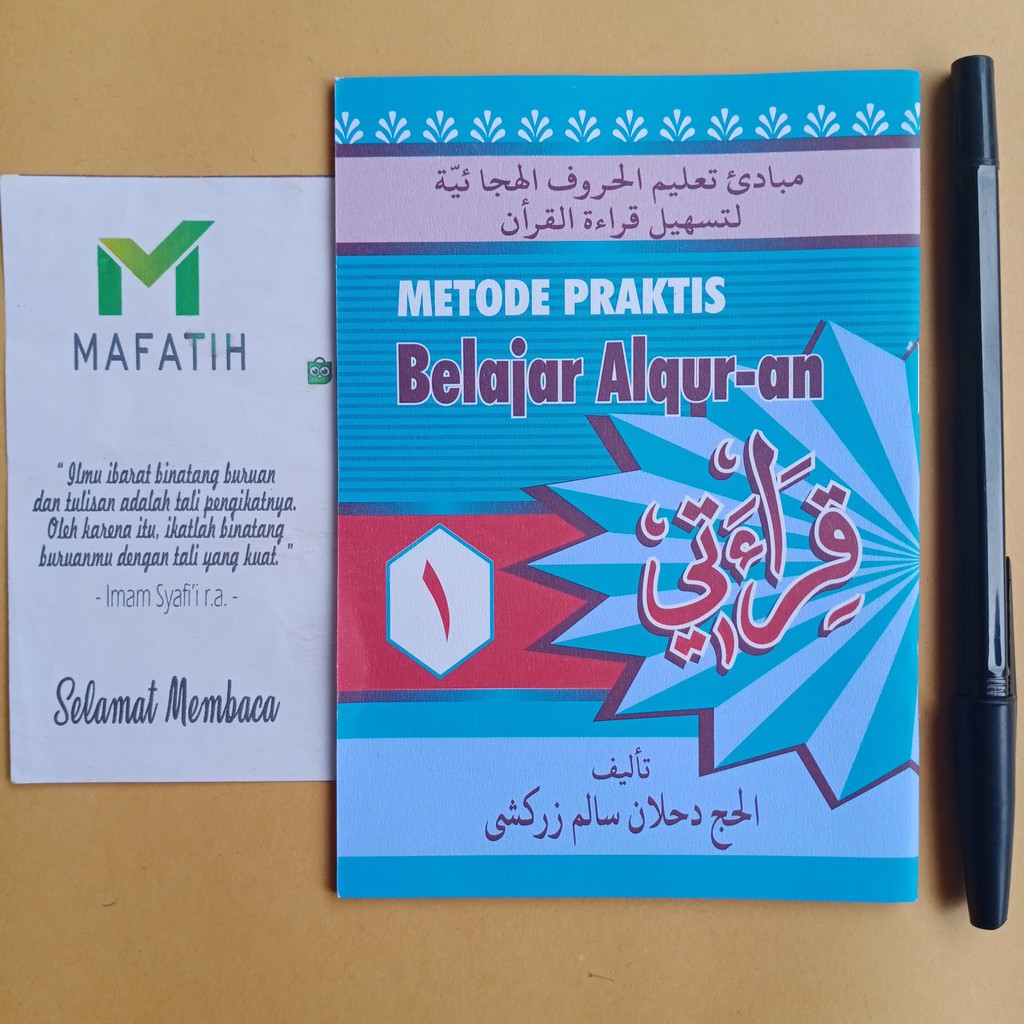 MAFATIH
“ Ilmu ibarat binatang buruan
dan tulisan adalah tali pengikatnya.
Oleh karena itu, ikatlah binatang
buruanmu dengan tali yang kuat. ”
- Imam Syafi'i r.a. -
Selamat Membaca
مبادئ تعليم الحروف الهجائيّة
لتسهيل قراءة القرأن
METODE PRAKTIS
Belajar Alqur-an
قِرَاءَتِي
١
تأليف
الحج دحلان سالم زركشى